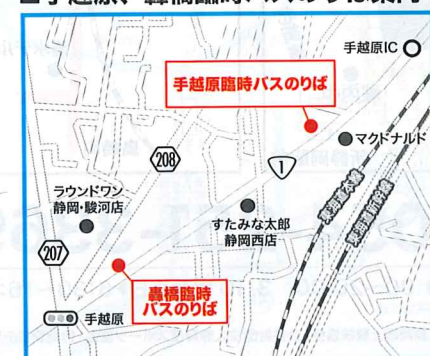 ■手越原、轟橋臨時バスのりば案内
手越原IC
手越原臨時バスのりば
マクドナルド
208
1
東海道本線
東海道新幹線
ラウンドワン
静岡・駿河店
すたみな太郎
静岡西店
207
轟橋臨時
バスのりば
手越原